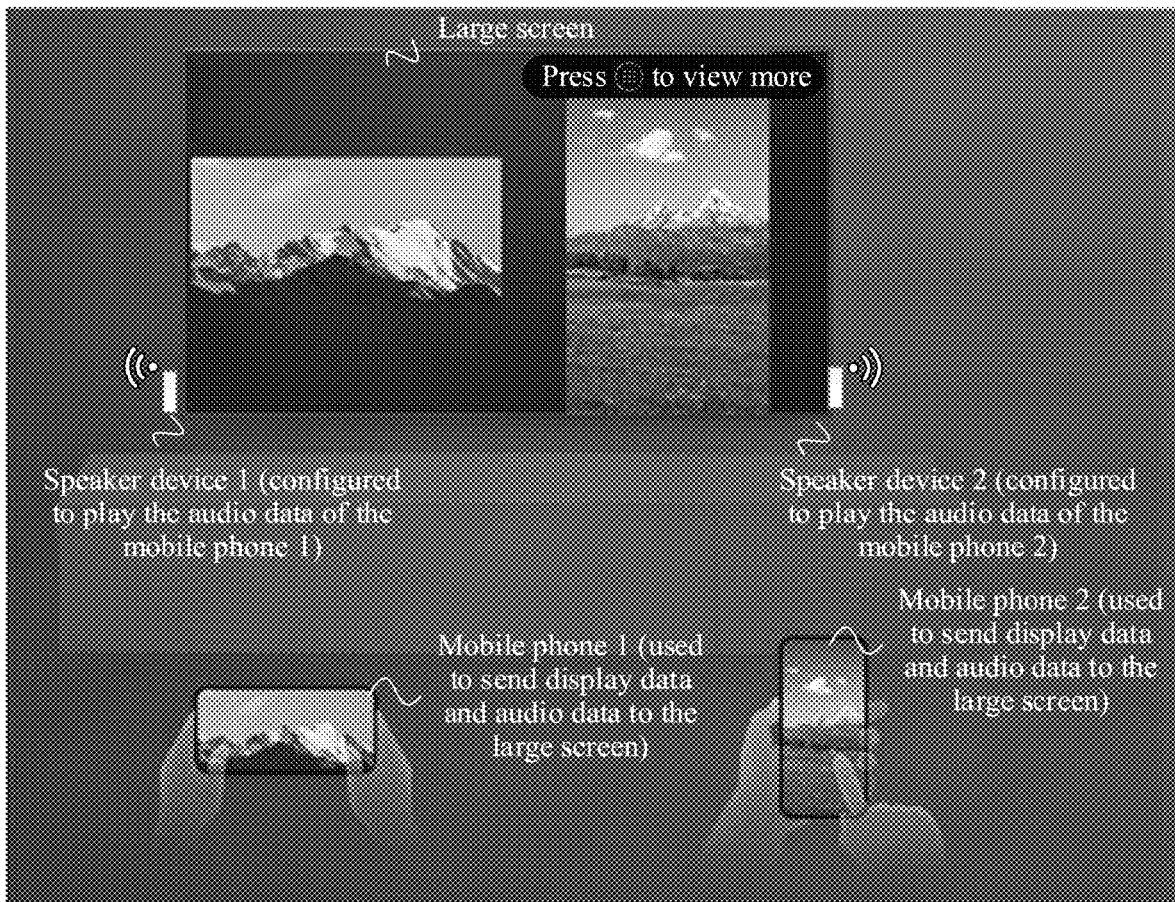 Large screen
Press to view more
Speaker device 1 (configured
to play the audio data of the
mobile phone 1)
Speaker device 2 (configured
to play the audio data of the
mobile phone 2)
Mobile phone 1 (used
to send display data
and audio data to the
large screen)
Mobile phone 2 (used
to send display data
and audio data to the
large screen)